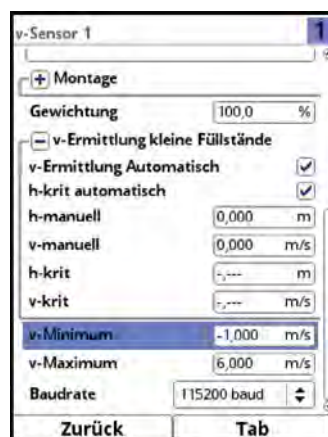 v-Sensor 1 1
+ Montage
Gewichtung 100,0 %
− v-Ermittlung kleine Füllstände
v-Ermittlung Automatisch
h-krit automatisch
h-manuell 0,000 m
v-manuell 0,000 m/s
h-krit -,--- m
v-krit -,--- m/s
v-Minimum -1,000 m/s
v-Maximum 6,000 m/s
Baudrate 115200 baud
Zurück Tab